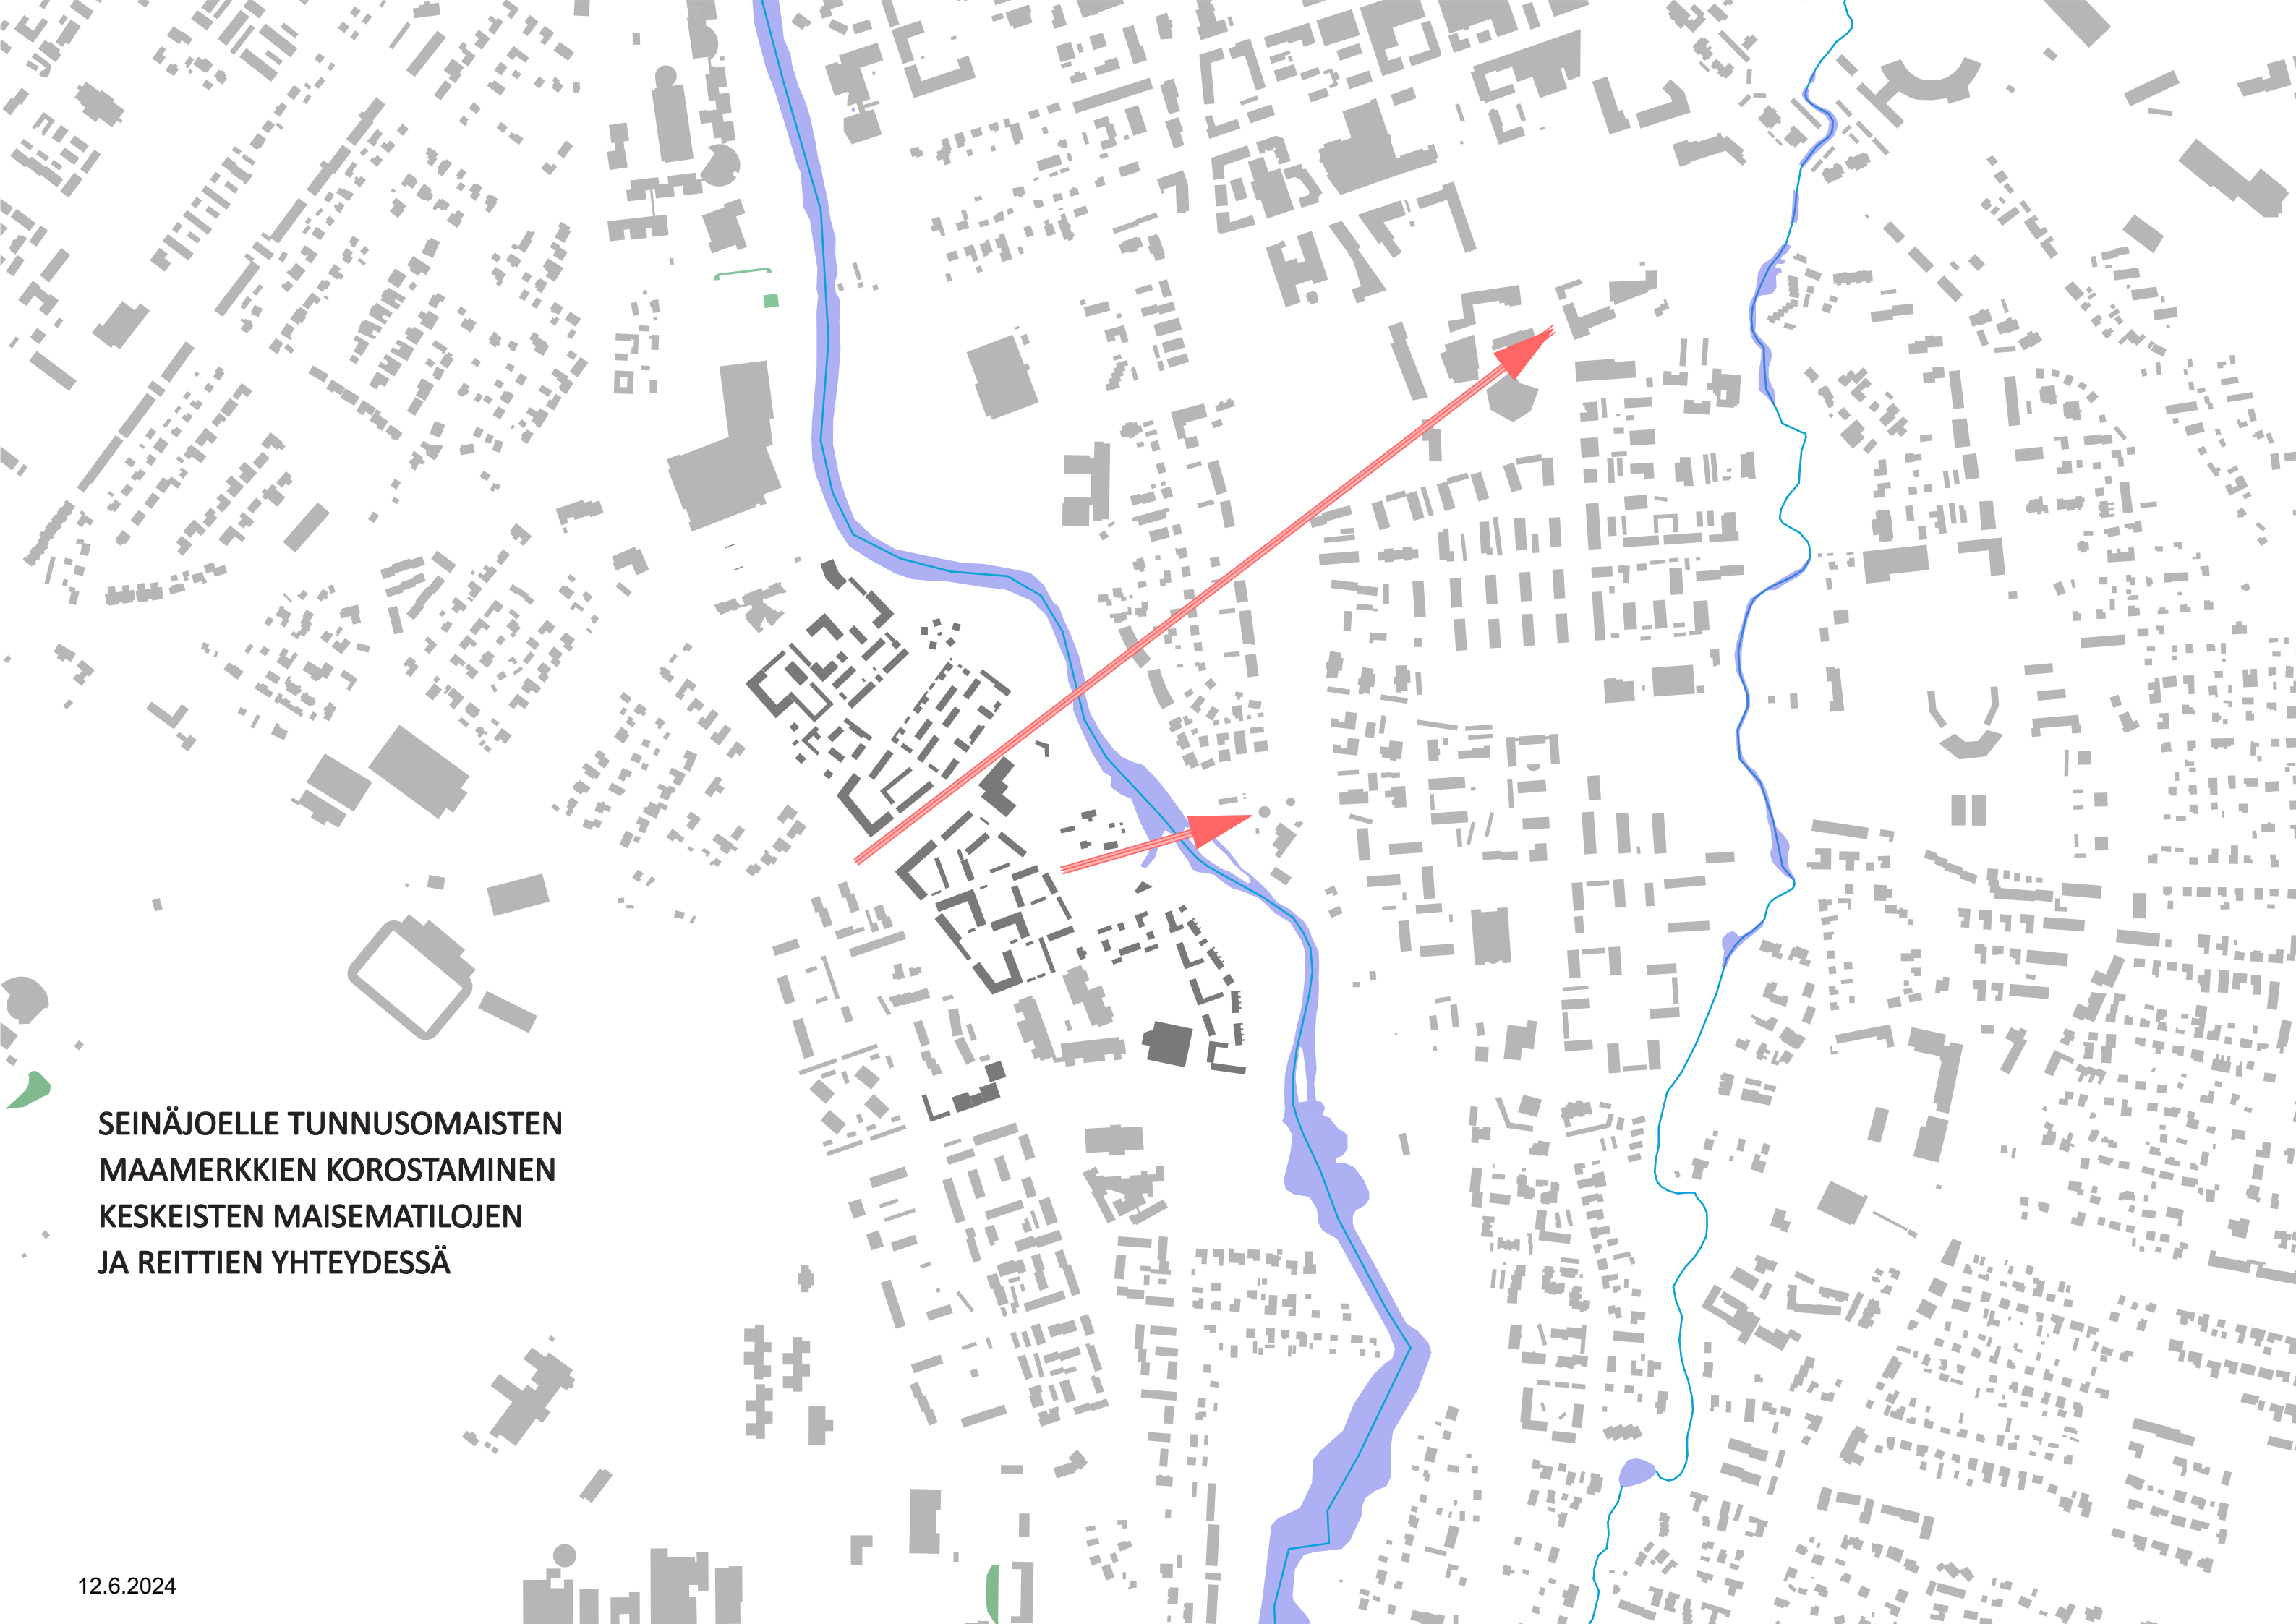 SEINÄJOELLE TUNNUSOMAISTEN
MAAMERKKIEN KOROSTAMINEN
KESKEISTEN MAISEMATILOJEN
JA REITTIEN YHTEYDESSÄ
12.6.2024